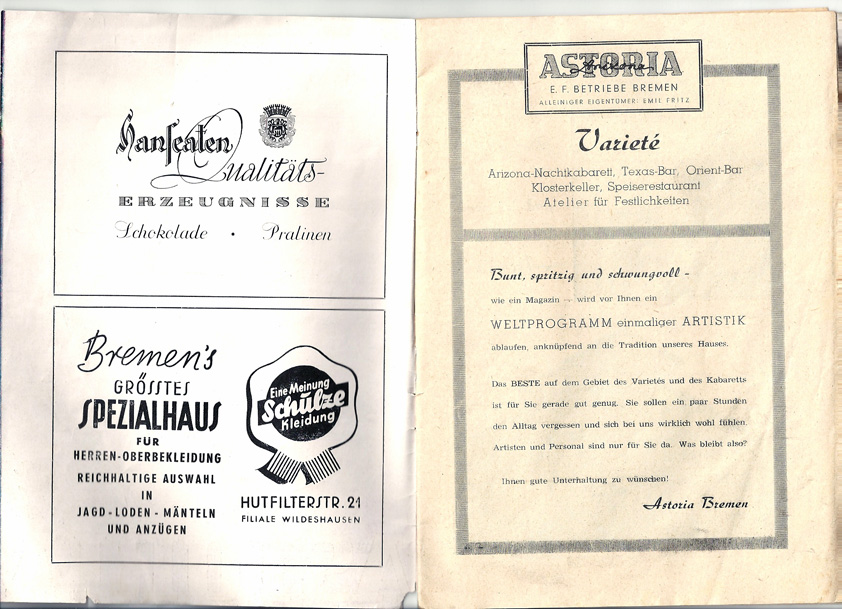 Hanseaten
Qualitäts-
ERZEUGNISSE
Schokolade • Pralinen
Bremen's
GRÖSSTES
SPEZIALHAUS
FÜR
HERREN-OBERBEKLEIDUNG
REICHHALTIGE AUSWAHL
IN
JAGD-LODEN-MÄNTELN
UND ANZÜGEN
Eine Meinung
Schülze
Kleidung
HUTFILTERSTR. 21
FILIALE WILDESHAUSEN
ASTORIA
Arizona
E. F. BETRIEBE BREMEN
ALLEINIGER EIGENTÜMER: EMIL FRITZ
Varieté
Arizona-Nachtkabarett, Texas-Bar, Orient-Bar
Klosterkeller, Speiserestaurant
Atelier für Festlichkeiten
Bunt, spritzig und schwungvoll -
wie ein Magazin — wird vor Ihnen ein
WELTPROGRAMM einmaliger ARTISTIK
ablaufen, anknüpfend an die Tradition unseres Hauses.
Das BESTE auf dem Gebiet des Varietés und des Kabaretts
ist für Sie gerade gut genug. Sie sollen ein paar Stunden
den Alltag vergessen und sich bei uns wirklich wohl fühlen.
Artisten und Personal sind nur für Sie da. Was bleibt also?
Ihnen gute Unterhaltung zu wünschen!
Astoria Bremen